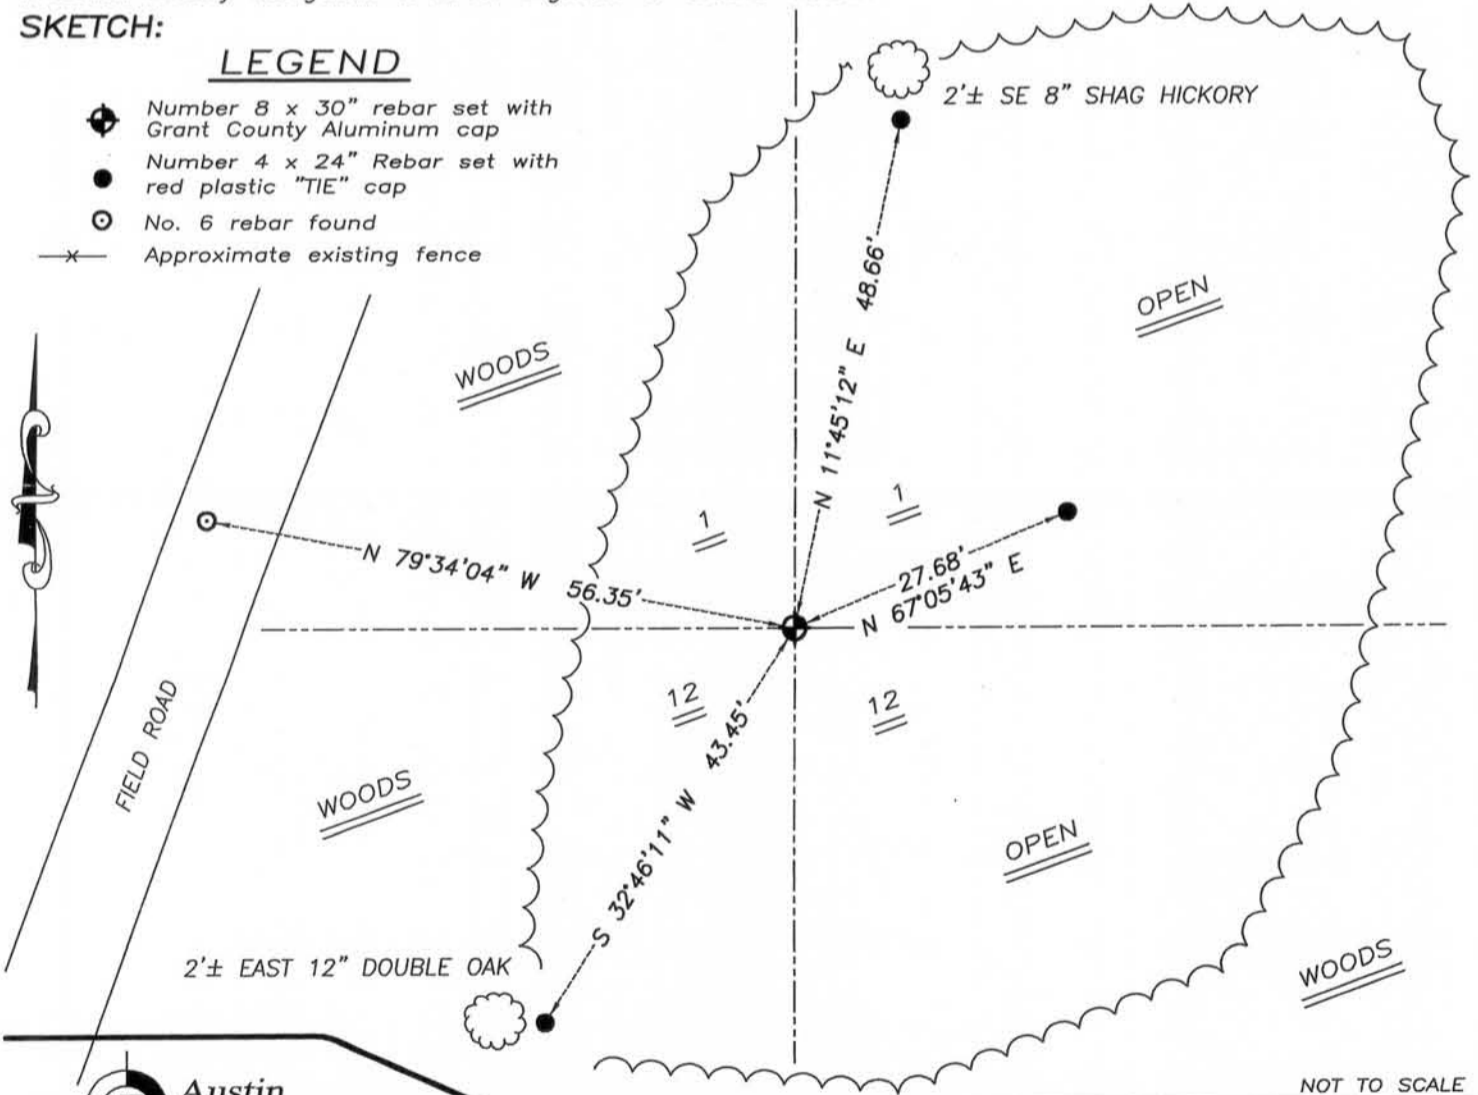 SKETCH:
LEGEND
Number 8 x 30" rebar set with
Grant County Aluminum cap
Number 4 x 24" Rebar set with
red plastic "TIE" cap
No. 6 rebar found
Approximate existing fence
2'± SE 8" SHAG HICKORY
N 11°45'12" E 48.66'
OPEN
WOODS
1
1
N 79°34'04" W 56.35'
27.68'
N 67°05'43" E
FIELD ROAD
12
12
S 32°46'11" W 43.45'
WOODS
OPEN
2'± EAST 12" DOUBLE OAK
WOODS
NOT TO SCALE
Austin